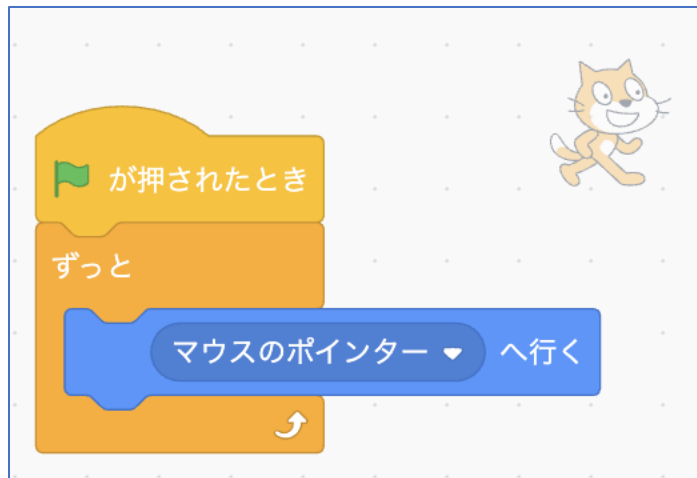 が押されたとき
ずっと
マウスのポインター へ行く